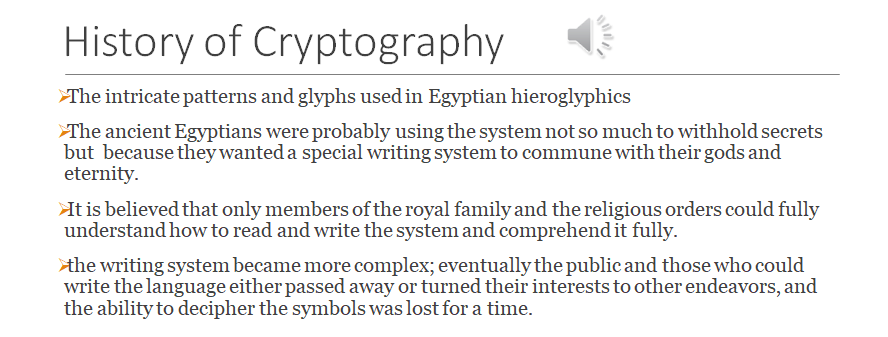 History of Cryptography
➤The intricate patterns and glyphs used in Egyptian hieroglyphics
➤The ancient Egyptians were probably using the system not so much to withhold secrets
but because they wanted a special writing system to commune with their gods and
eternity.
➤It is believed that only members of the royal family and the religious orders could fully
understand how to read and write the system and comprehend it fully.
➤the writing system became more complex; eventually the public and those who could
write the language either passed away or turned their interests to other endeavors, and
the ability to decipher the symbols was lost for a time.